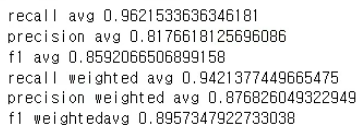 recall avg 0.9621533636346181
precision avg 0.8176618125696086
f1 avg 0.8592066506899158
recall weighted avg 0.9421377449665475
precision weighted avg 0.876826049322949
f1 weightedavg 0.8957347922733038